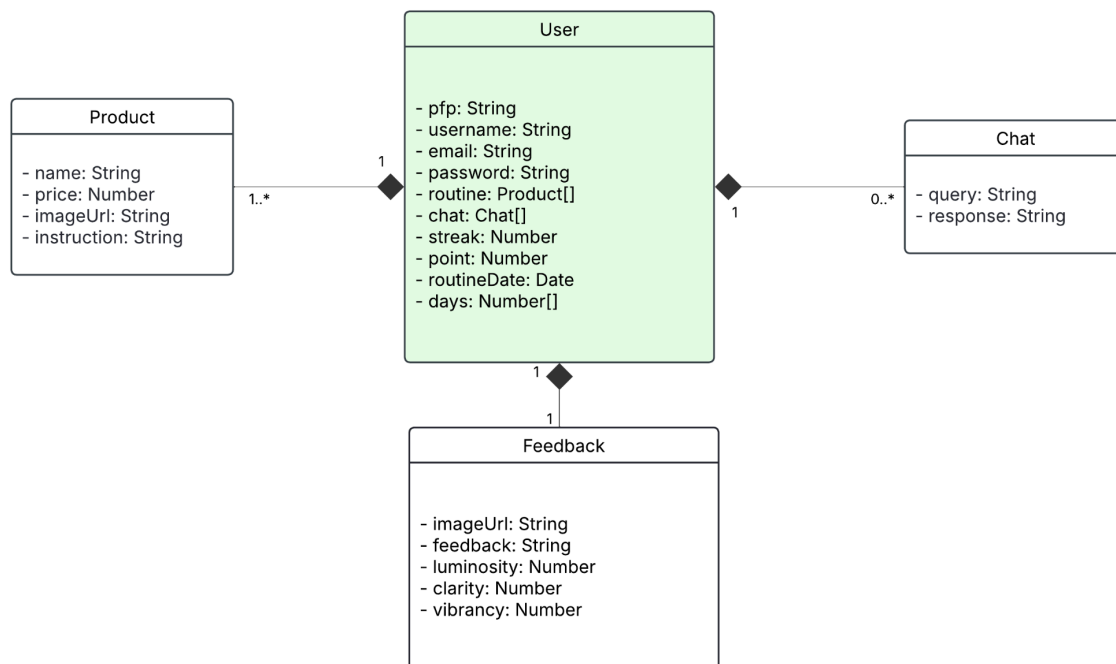 User
- pfp: String
- username: String
- email: String
- password: String
- routine: Product[]
- chat: Chat[]
- streak: Number
- point: Number
- routineDate: Date
- days: Number[]
Product
- name: String
- price: Number
- imageUrl: String
- instruction: String
1
1..*
Chat
- query: String
- response: String
1
0..*
1
1
Feedback
- imageUrl: String
- feedback: String
- luminosity: Number
- clarity: Number
- vibrancy: Number